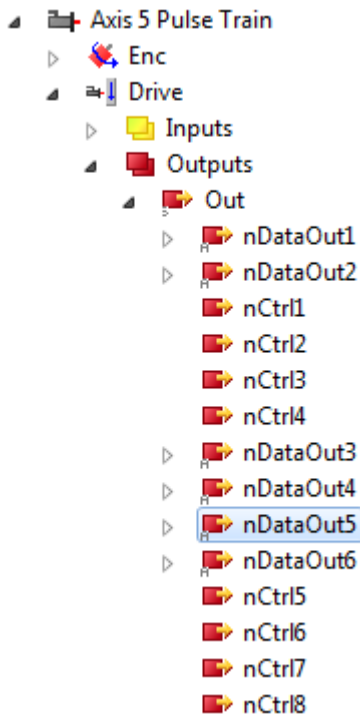 Axis 5 Pulse Train
Enc
Drive
Inputs
Outputs
Out
nDataOut1
nDataOut2
nCtrl1
nCtrl2
nCtrl3
nCtrl4
nDataOut3
nDataOut4
nDataOut5
nDataOut6
nCtrl5
nCtrl6
nCtrl7
nCtrl8